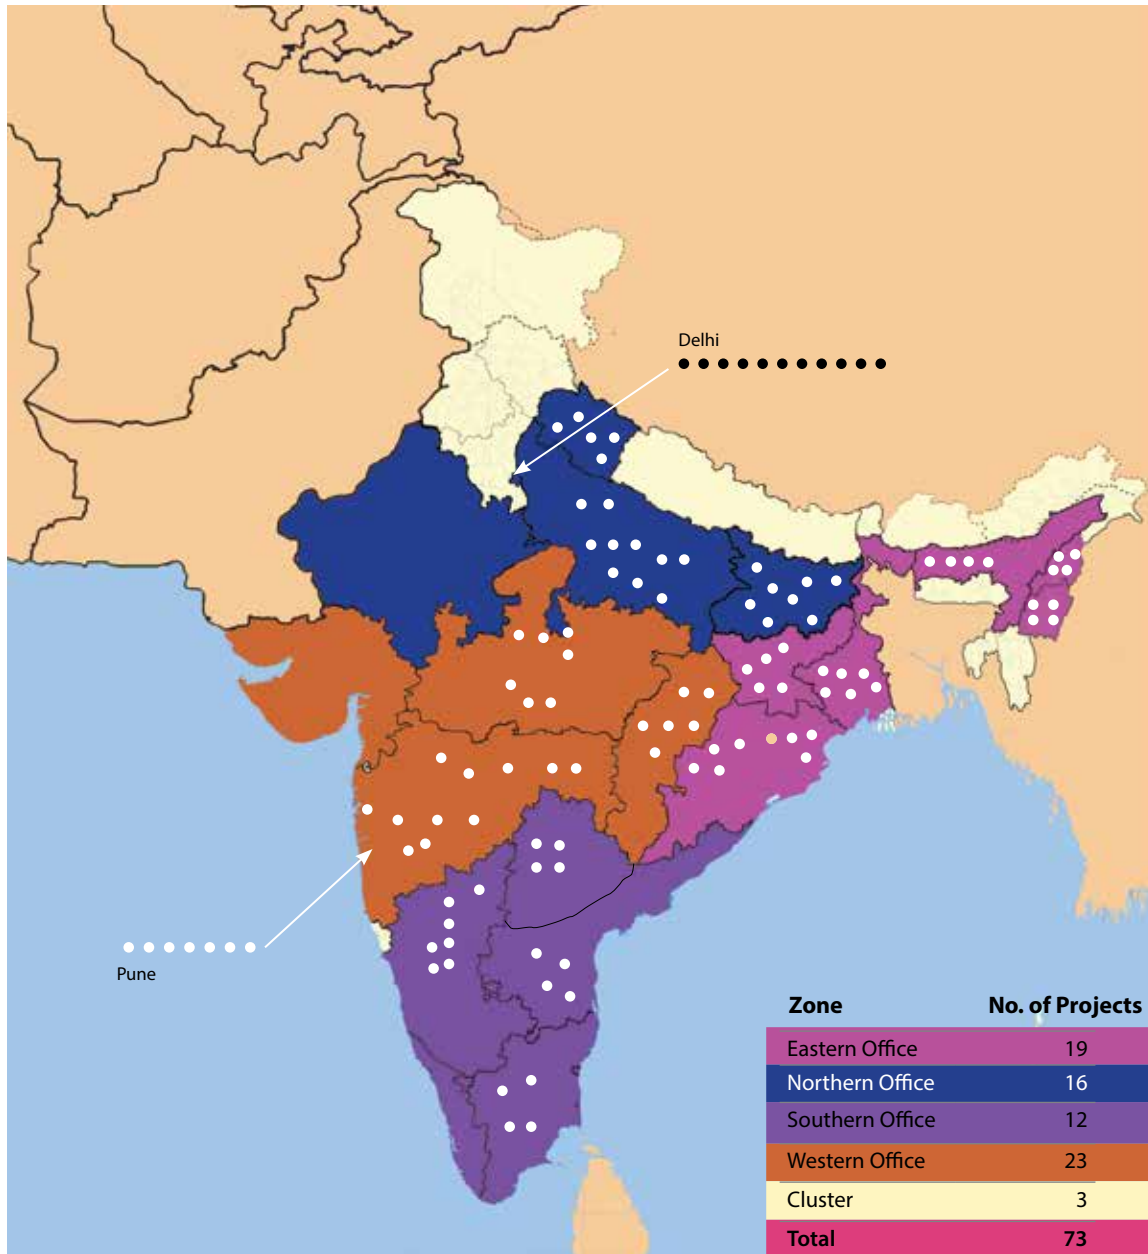 Delhi
Pune
Zone No. of Projects
Eastern Office 19
Northern Office 16
Southern Office 12
Western Office 23
Cluster 3
Total 73